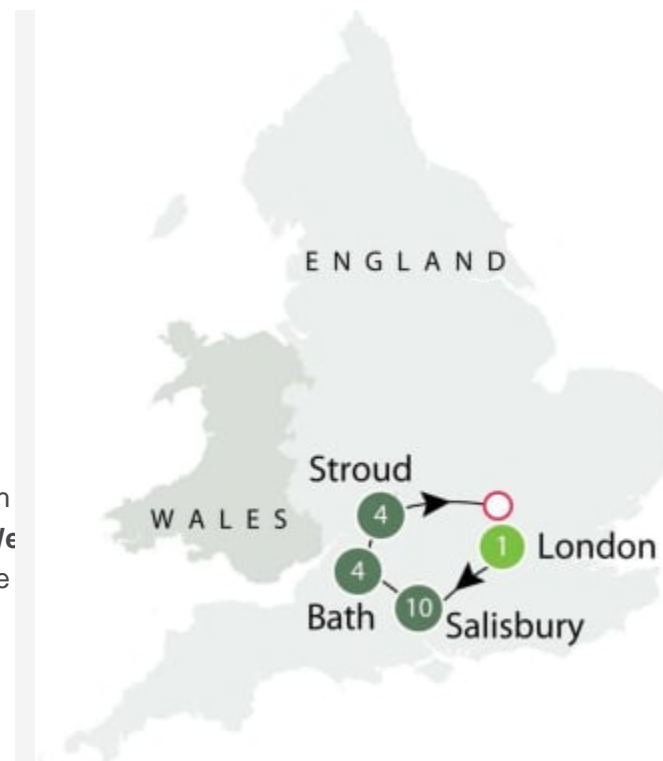 ENGLAND
Stroud
n
WALES
4
1
London
4
e
Bath
10
Salisbury